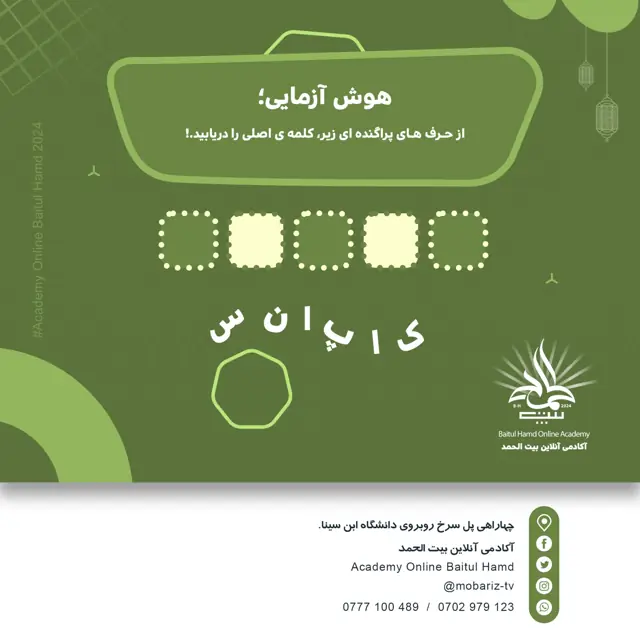 هوش آزمایی؛
از حرف های پراگنده ای زیر، کلمه ی اصلی را دریابید.!
#Academy Online Baitul Hamd 2024
ک ا پ ا ن س
B H 2024
Baitul Hamd Online Academy
آکادمی آنلاین بیت الحمد
چهاراهی پل سرخ روبروی دانشگاه ابن سینا.
آکادمی آنلاین بیت الحمد
Academy Online Baitul Hamd
@mobariz-tv
0777 100 489 / 0702 979 123